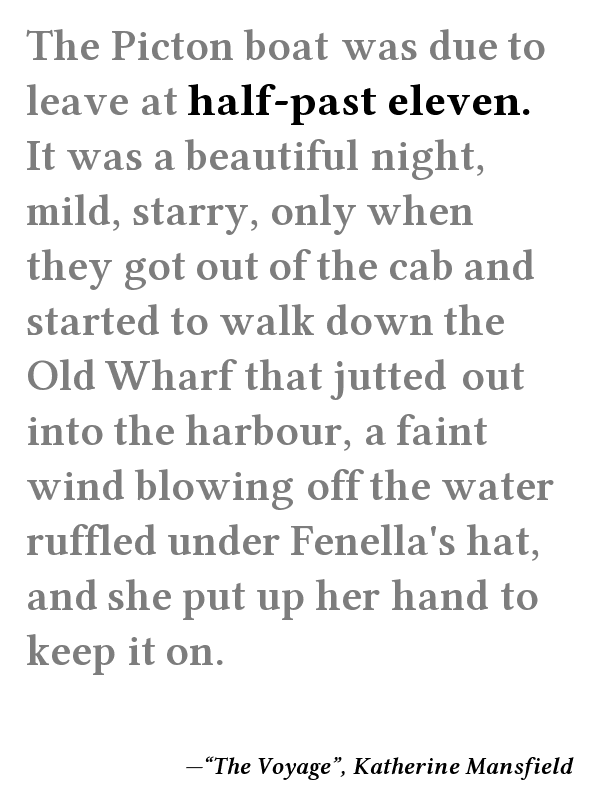 The Picton boat was due to
leave at half-past eleven.
It was a beautiful night,
mild, starry, only when
they got out of the cab and
started to walk down the
Old Wharf that jutted out
into the harbour, a faint
wind blowing off the water
ruffled under Fenella's hat,
and she put up her hand to
keep it on.
—“The Voyage”, Katherine Mansfield